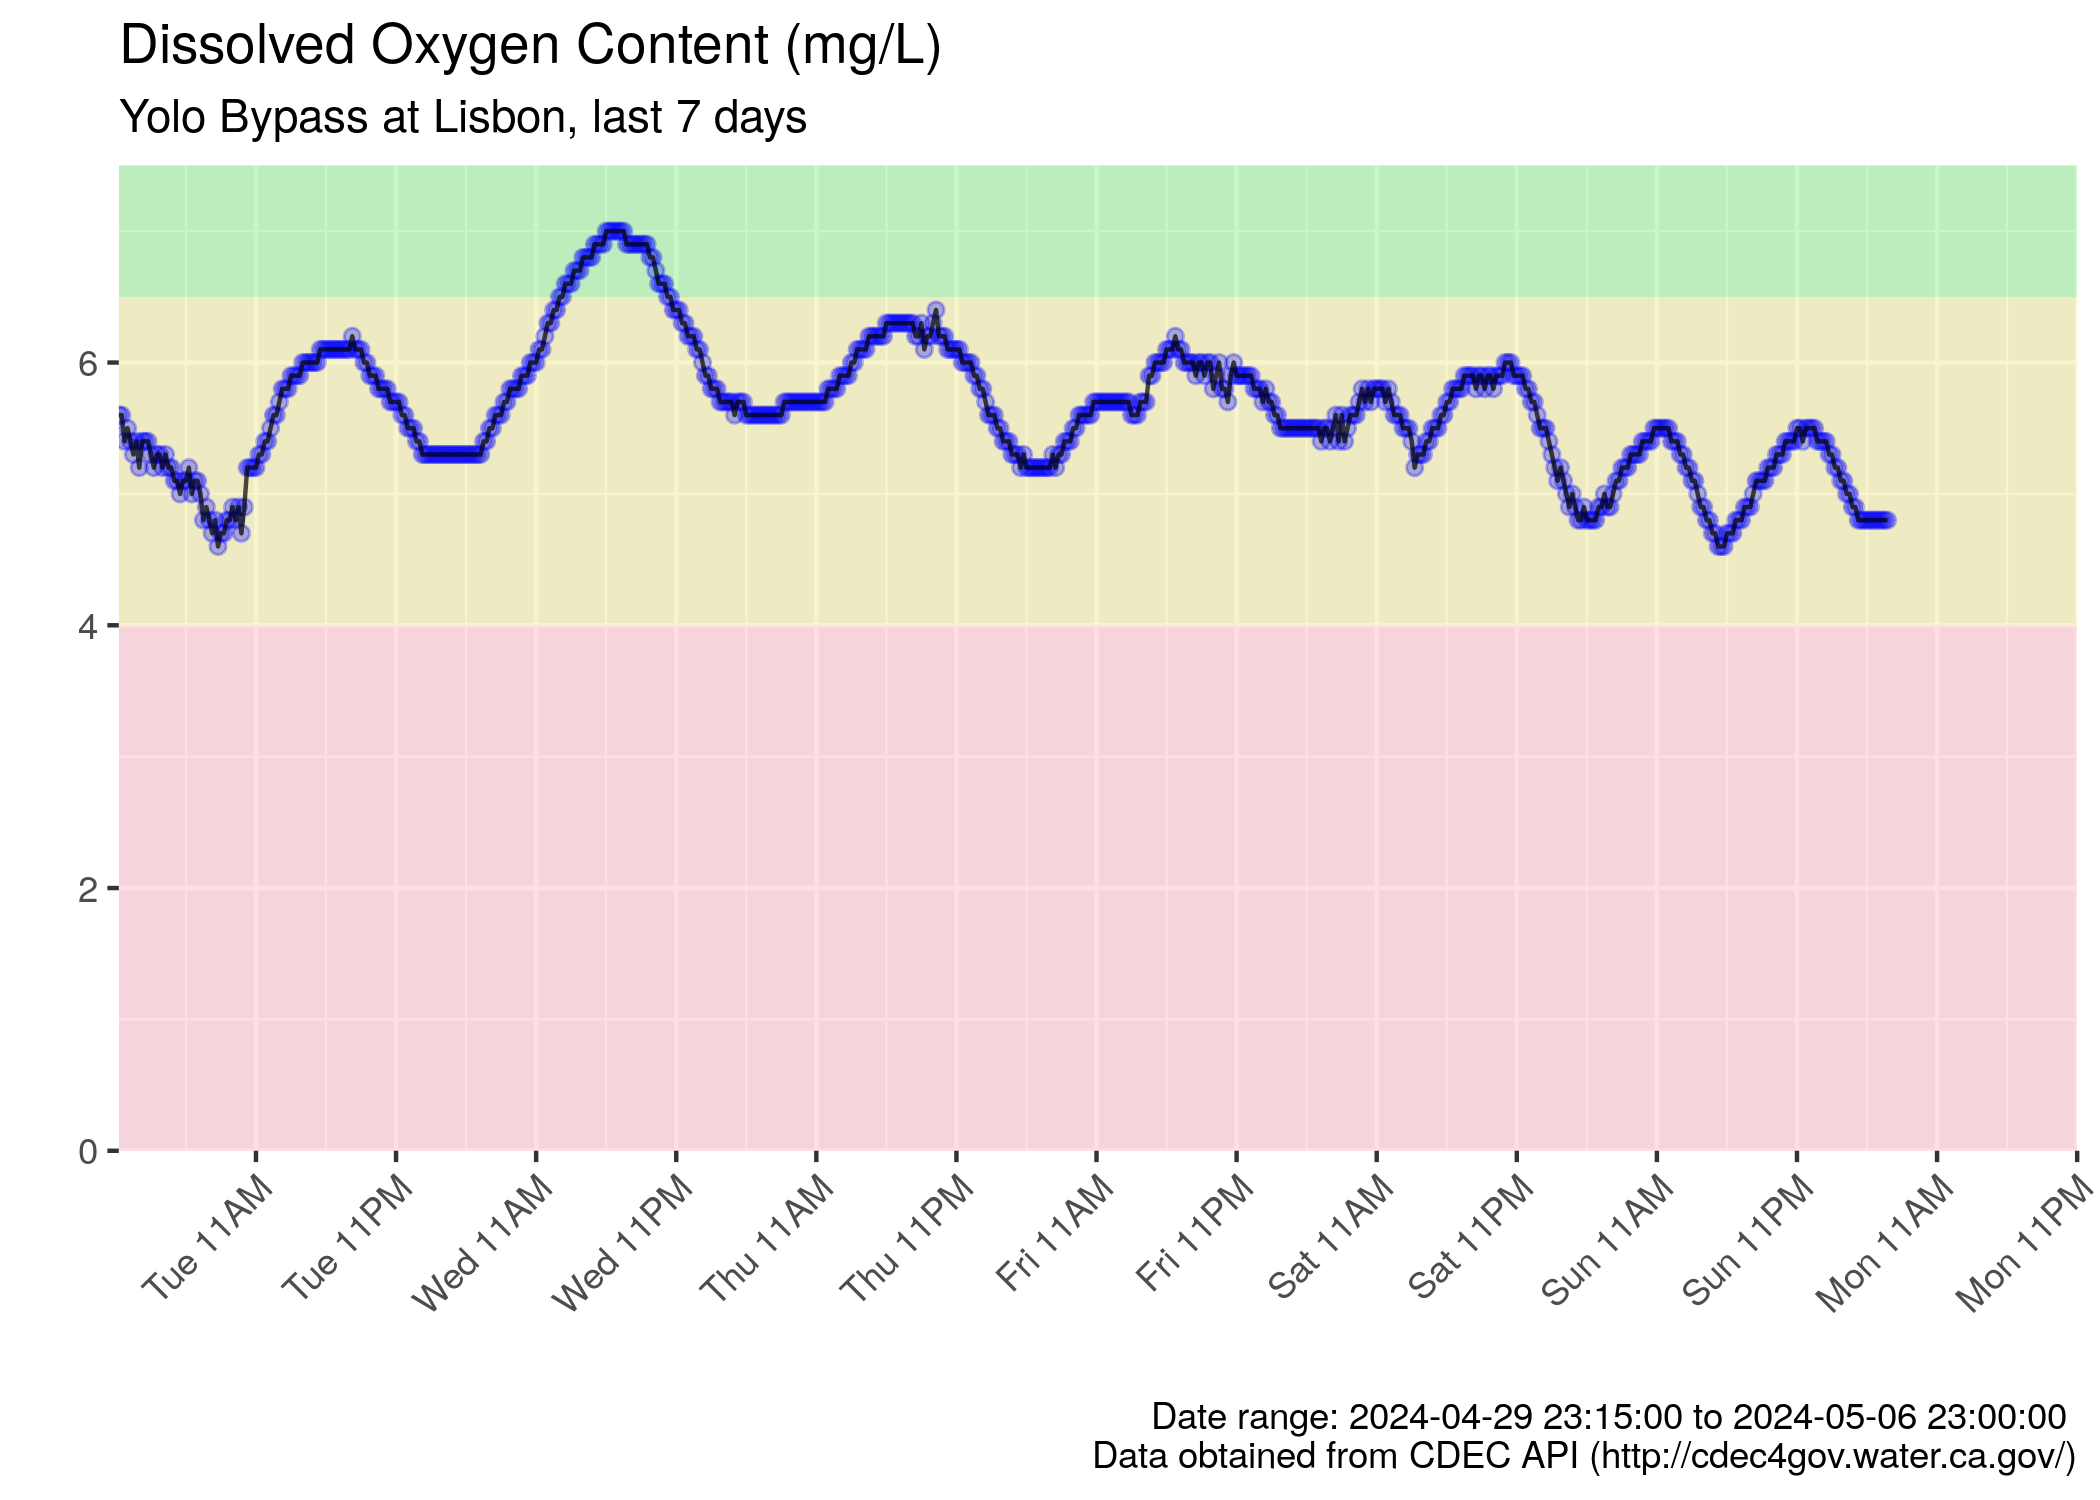 Dissolved Oxygen Content (mg/L)
Yolo Bypass at Lisbon, last 7 days
6
4
2
0
Tue 11AM
Tue 11PM
Wed 11AM
Wed 11PM
Thu 11AM
Thu 11PM
Fri 11AM
Fri 11PM
Sat 11AM
Sat 11PM
Sun 11AM
Sun 11PM
Mon 11AM
Mon 11PM
Date range: 2024-04-29 23:15:00 to 2024-05-06 23:00:00
Data obtained from CDEC API (http://cdec4gov.water.ca.gov/)